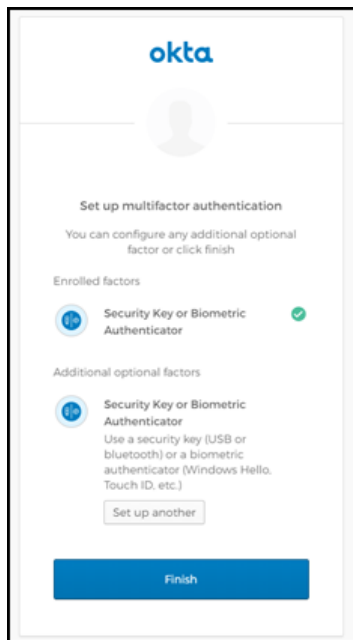 okta
Set up multifactor authentication
You can configure any additional optional
factor or click finish
Enrolled factors
Security Key or Biometric
Authenticator
Additional optional factors
Security Key or Biometric
Authenticator
Use a security key (USB or
bluetooth) or a biometric
authenticator (Windows Hello,
Touch ID, etc.)
Set up another
Finish